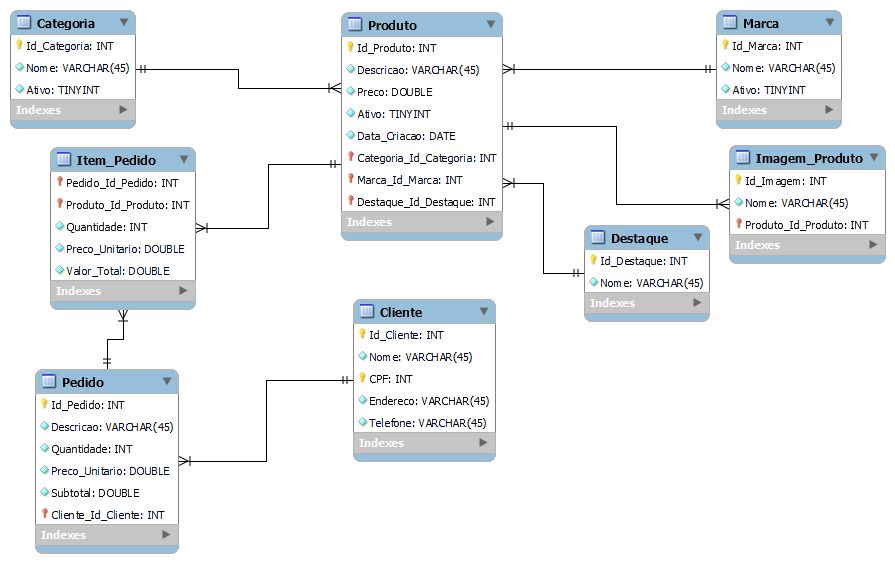 Categoria
Id_Categoria: INT
Nome: VARCHAR(45)
Ativo: TINYINT
Indexes
Produto
Id_Produto: INT
Descricao: VARCHAR(45)
Preco: DOUBLE
Ativo: TINYINT
Data_Criacao: DATE
Categoria_Id_Categoria: INT
Marca_Id_Marca: INT
Destaque_Id_Destaque: INT
Indexes
Marca
Id_Marca: INT
Nome: VARCHAR(45)
Ativo: TINYINT
Indexes
Item_Pedido
Pedido_Id_Pedido: INT
Produto_Id_Produto: INT
Quantidade: INT
Preco_Unitario: DOUBLE
Valor_Total: DOUBLE
Indexes
Imagem_Produto
Id_Imagem: INT
Nome: VARCHAR(45)
Produto_Id_Produto: INT
Indexes
Destaque
Id_Destaque: INT
Nome: VARCHAR(45)
Indexes
Cliente
Id_Cliente: INT
Nome: VARCHAR(45)
CPF: INT
Endereco: VARCHAR(45)
Telefone: VARCHAR(45)
Indexes
Pedido
Id_Pedido: INT
Descricao: VARCHAR(45)
Quantidade: INT
Preco_Unitario: DOUBLE
Subtotal: DOUBLE
Cliente_Id_Cliente: INT
Indexes